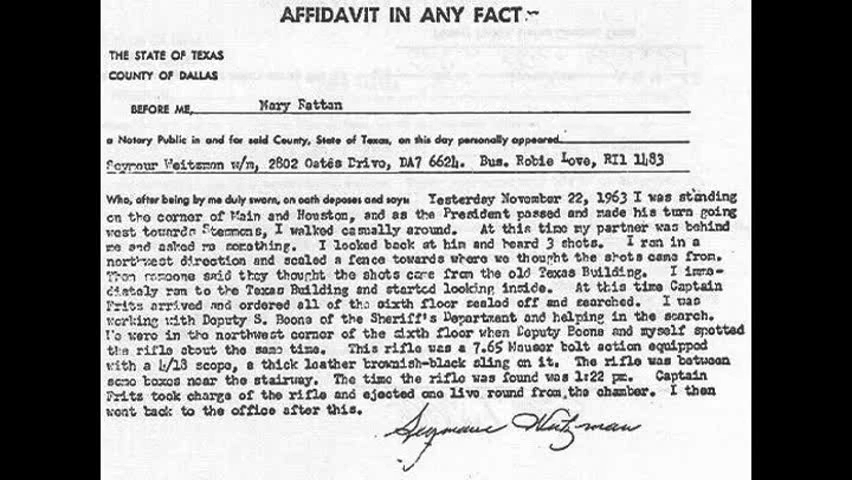 AFFIDAVIT IN ANY FACT
THE STATE OF TEXAS
COUNTY OF DALLAS
BEFORE ME, Mary Rattan
a Notary Public in and for said County, State of Texas, on this day personally appeared
Seymour Weitzman w/m, 2802 Oates Drive, DA7 6624. Bus. Robie Love, RI1 1483
Who, after being by me duly sworn, on oath deposes and says: Yesterday November 22, 1963 I was standing
on the corner of Main and Houston, and as the President passed and made his turn going
west towards Stemmons, I walked casually around. At this time my partner was behind
me and asked me something. I looked back at him and heard 3 shots. I ran in a
northwest direction and scaled a fence towards where we thought the shots came from.
Then someone said they thought the shots came from the old Texas Building. I imme-
diately ran to the Texas Building and started looking inside. At this time Captain
Fritz arrived and ordered all of the sixth floor sealed off and searched. I was
working with Deputy S. Boone of the Sheriff's Department and helping in the search.
We were in the northwest corner of the sixth floor when Deputy Boone and myself spotted
the rifle about the same time. This rifle was a 7.65 Mauser bolt action equipped
with a 4/18 scope, a thick leather brownish-black sling on it. The rifle was between
some boxes near the stairway. The time the rifle was found was 1:22 pm. Captain
Fritz took charge of the rifle and ejected one live round from the chamber. I then
went back to the office after this.
Seymour Weitzman